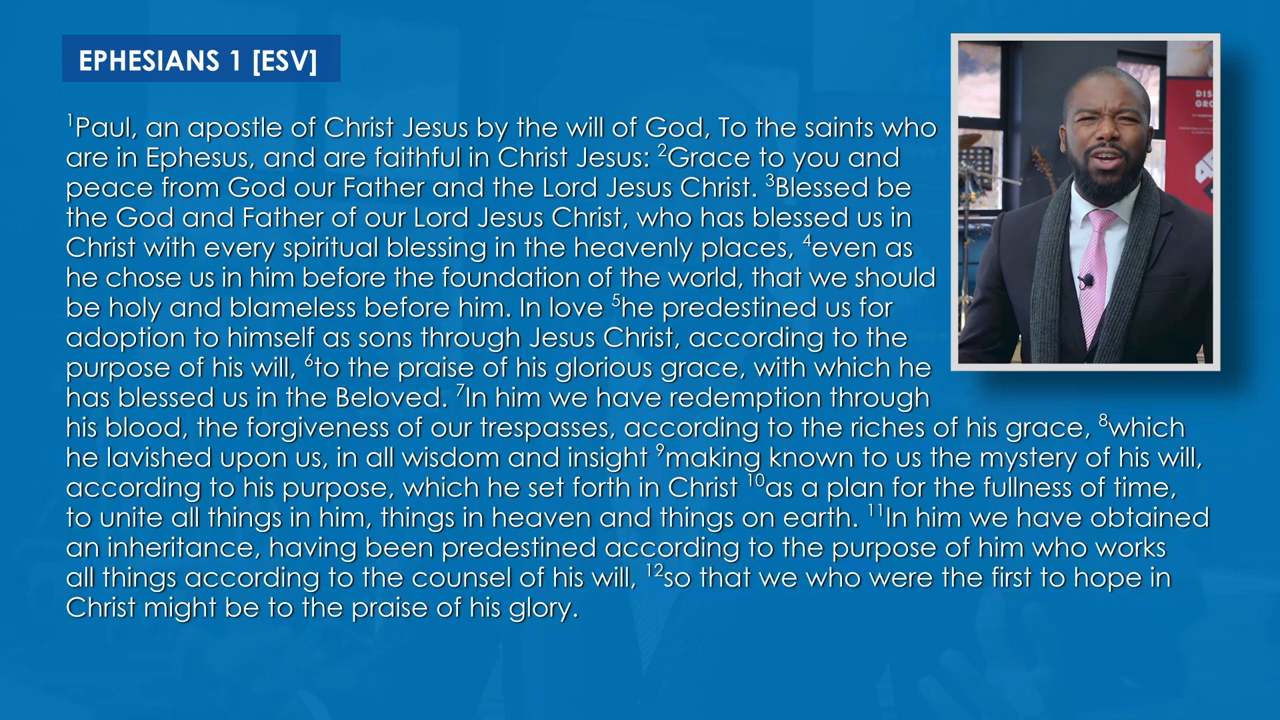 EPHESIANS 1 [ESV]
1Paul, an apostle of Christ Jesus by the will of God, To the saints who
are in Ephesus, and are faithful in Christ Jesus: 2Grace to you and
peace from God our Father and the Lord Jesus Christ. 3Blessed be
the God and Father of our Lord Jesus Christ, who has blessed us in
Christ with every spiritual blessing in the heavenly places, 4even as
he chose us in him before the foundation of the world, that we should
be holy and blameless before him. In love 5he predestined us for
adoption to himself as sons through Jesus Christ, according to the
purpose of his will, 6to the praise of his glorious grace, with which he
has blessed us in the Beloved. 7In him we have redemption through
his blood, the forgiveness of our trespasses, according to the riches of his grace, 8which
he lavished upon us, in all wisdom and insight 9making known to us the mystery of his will,
according to his purpose, which he set forth in Christ 10as a plan for the fullness of time,
to unite all things in him, things in heaven and things on earth. 11In him we have obtained
an inheritance, having been predestined according to the purpose of him who works
all things according to the counsel of his will, 12so that we who were the first to hope in
Christ might be to the praise of his glory.